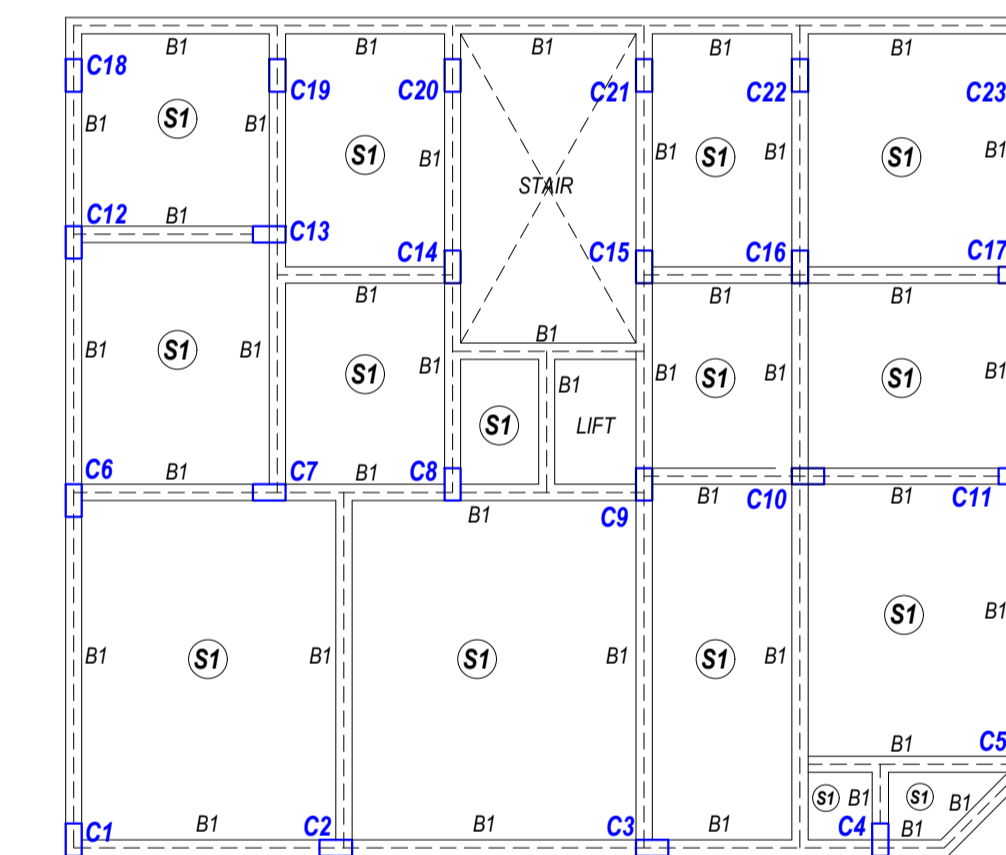 B1 B1 B1 B1 B1
C18 C19 C20 C21 C22 C23
B1 S1 B1 S1 B1 B1 S1 B1 S1 B1
STAIR
C12 B1 C13 C14 C15 C16 C17
B1 B1 B1
B1
B1 S1 B1 S1 B1 B1 B1 S1 B1 S1 B1
S1 LIFT
C6 B1 C7 B1 C8
B1 C9 B1 C10 B1 C11
B1 S1 B1 S1 B1 S1 B1 S1 B1
B1 C5
S1 B1 S1 B1
C1 B1 C2 B1 C3 B1 C4 B1